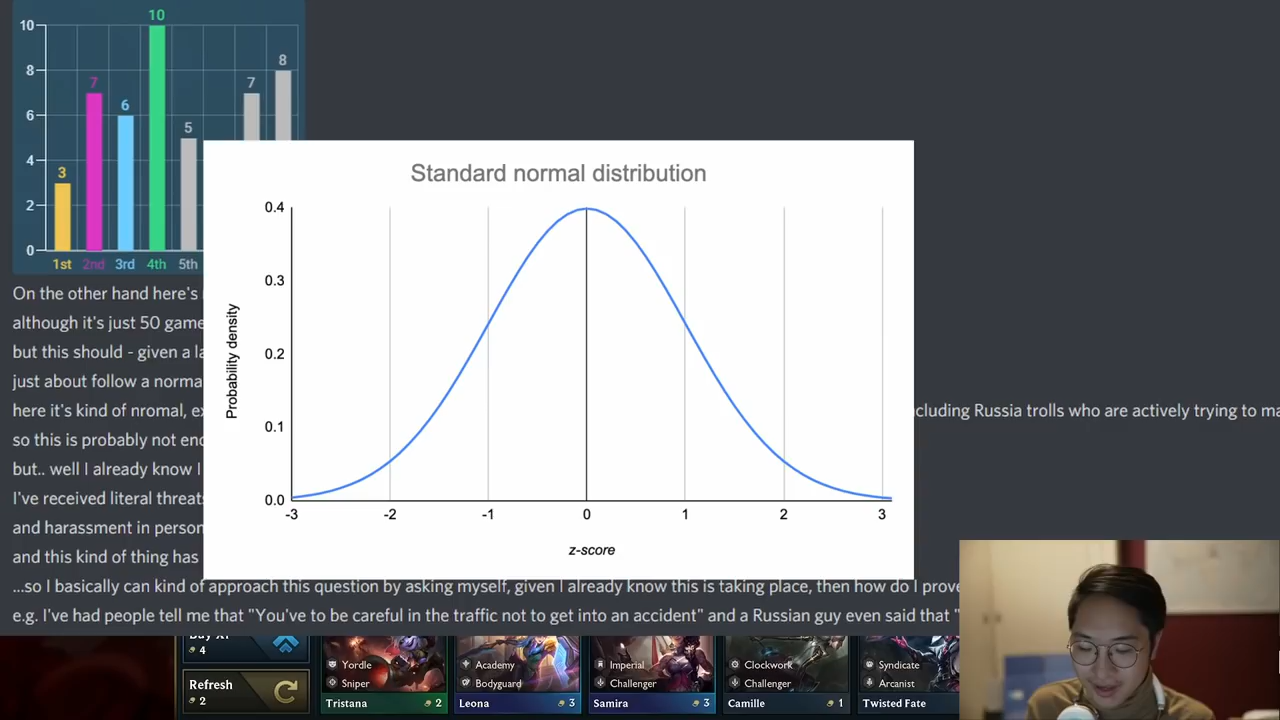 10
8
6
4
2
0
3
7
6
10
5
7
8
1st
2nd
3rd
4th
5th
Standard normal distribution
Probability density
0.4
0.3
0.2
0.1
0.0
-3
-2
-1
0
1
2
3
z-score
On the other hand here's
although it's just 50 game
but this should - given a la
just about follow a norma
here it's kind of nromal, ex
cluding Russia trolls who are actively trying to ma
so this is probably not end
but.. well I already know I
I've received literal threats
and harassment in person
and this kind of thing has
...so I basically can kind of approach this question by asking myself, given I already know this is taking place, then how do I prove
e.g. I've had people tell me that "You've to be careful in the traffic not to get into an accident" and a Russian guy even said that "
4
Refresh
2
Yordle
Sniper
Tristana
2
Academy
Bodyguard
Leona
3
Imperial
Challenger
Samira
3
Clockwork
Challenger
Camille
1
Syndicate
Arcanist
Twisted Fate